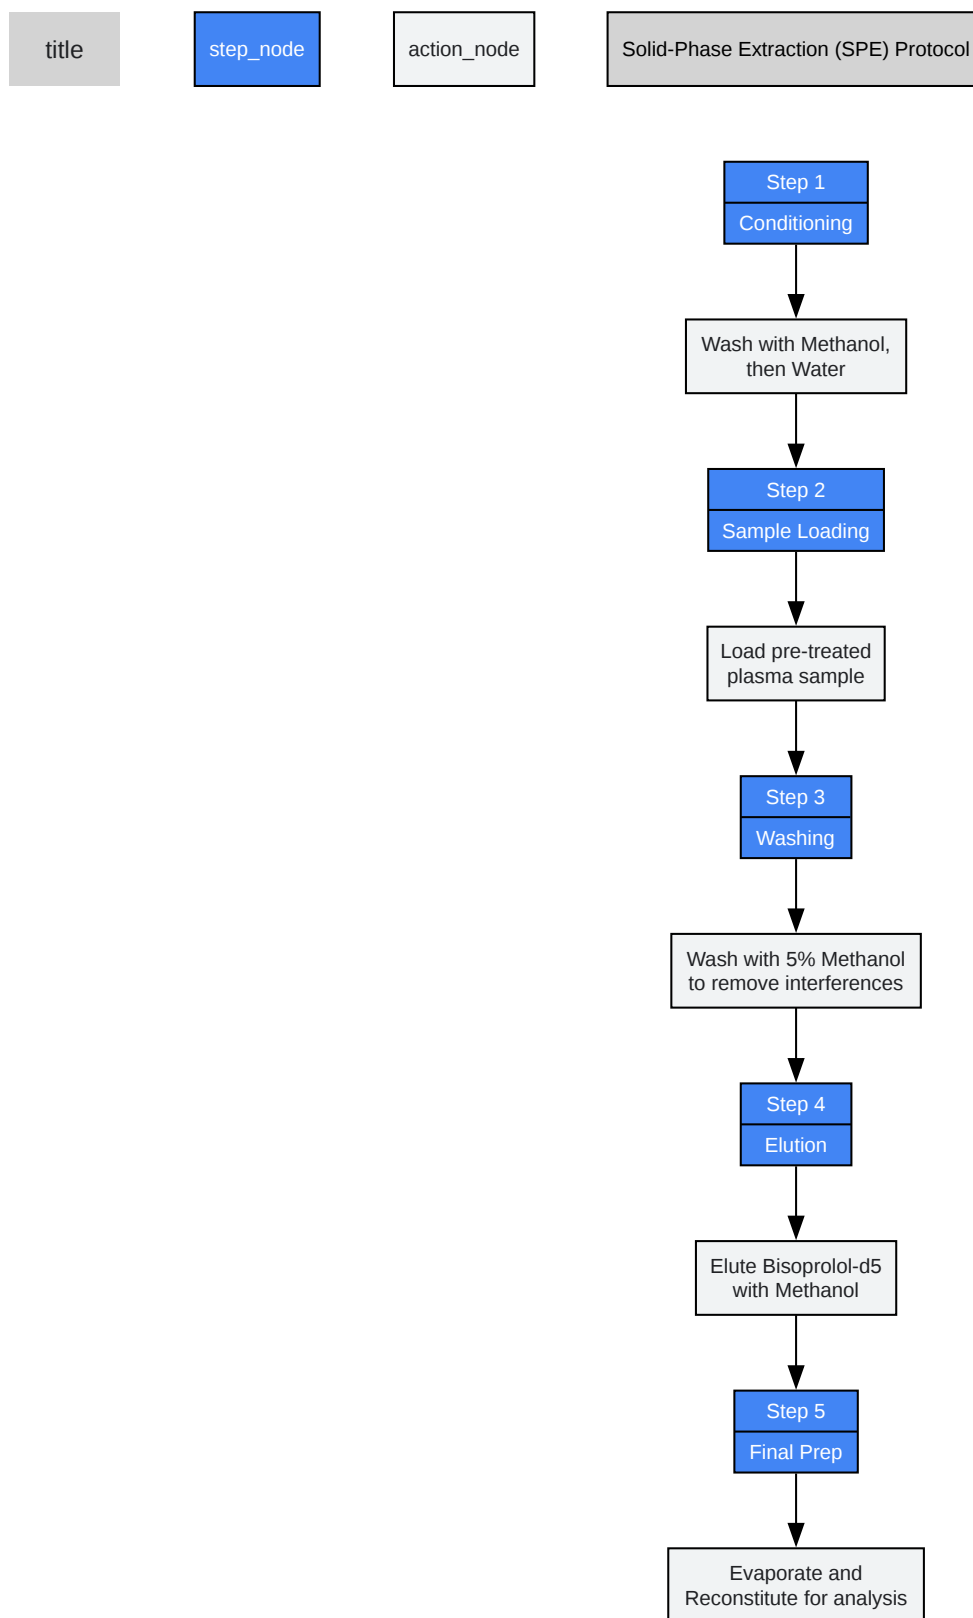 title
step_node
action_node
Solid-Phase Extraction (SPE) Protocol
Step 1
Conditioning
Wash with Methanol,
then Water
Step 2
Sample Loading
Load pre-treated
plasma sample
Step 3
Washing
Wash with 5% Methanol
to remove interferences
Step 4
Elution
Elute Bisoprolol-d5
with Methanol
Step 5
Final Prep
Evaporate and
Reconstitute for analysis